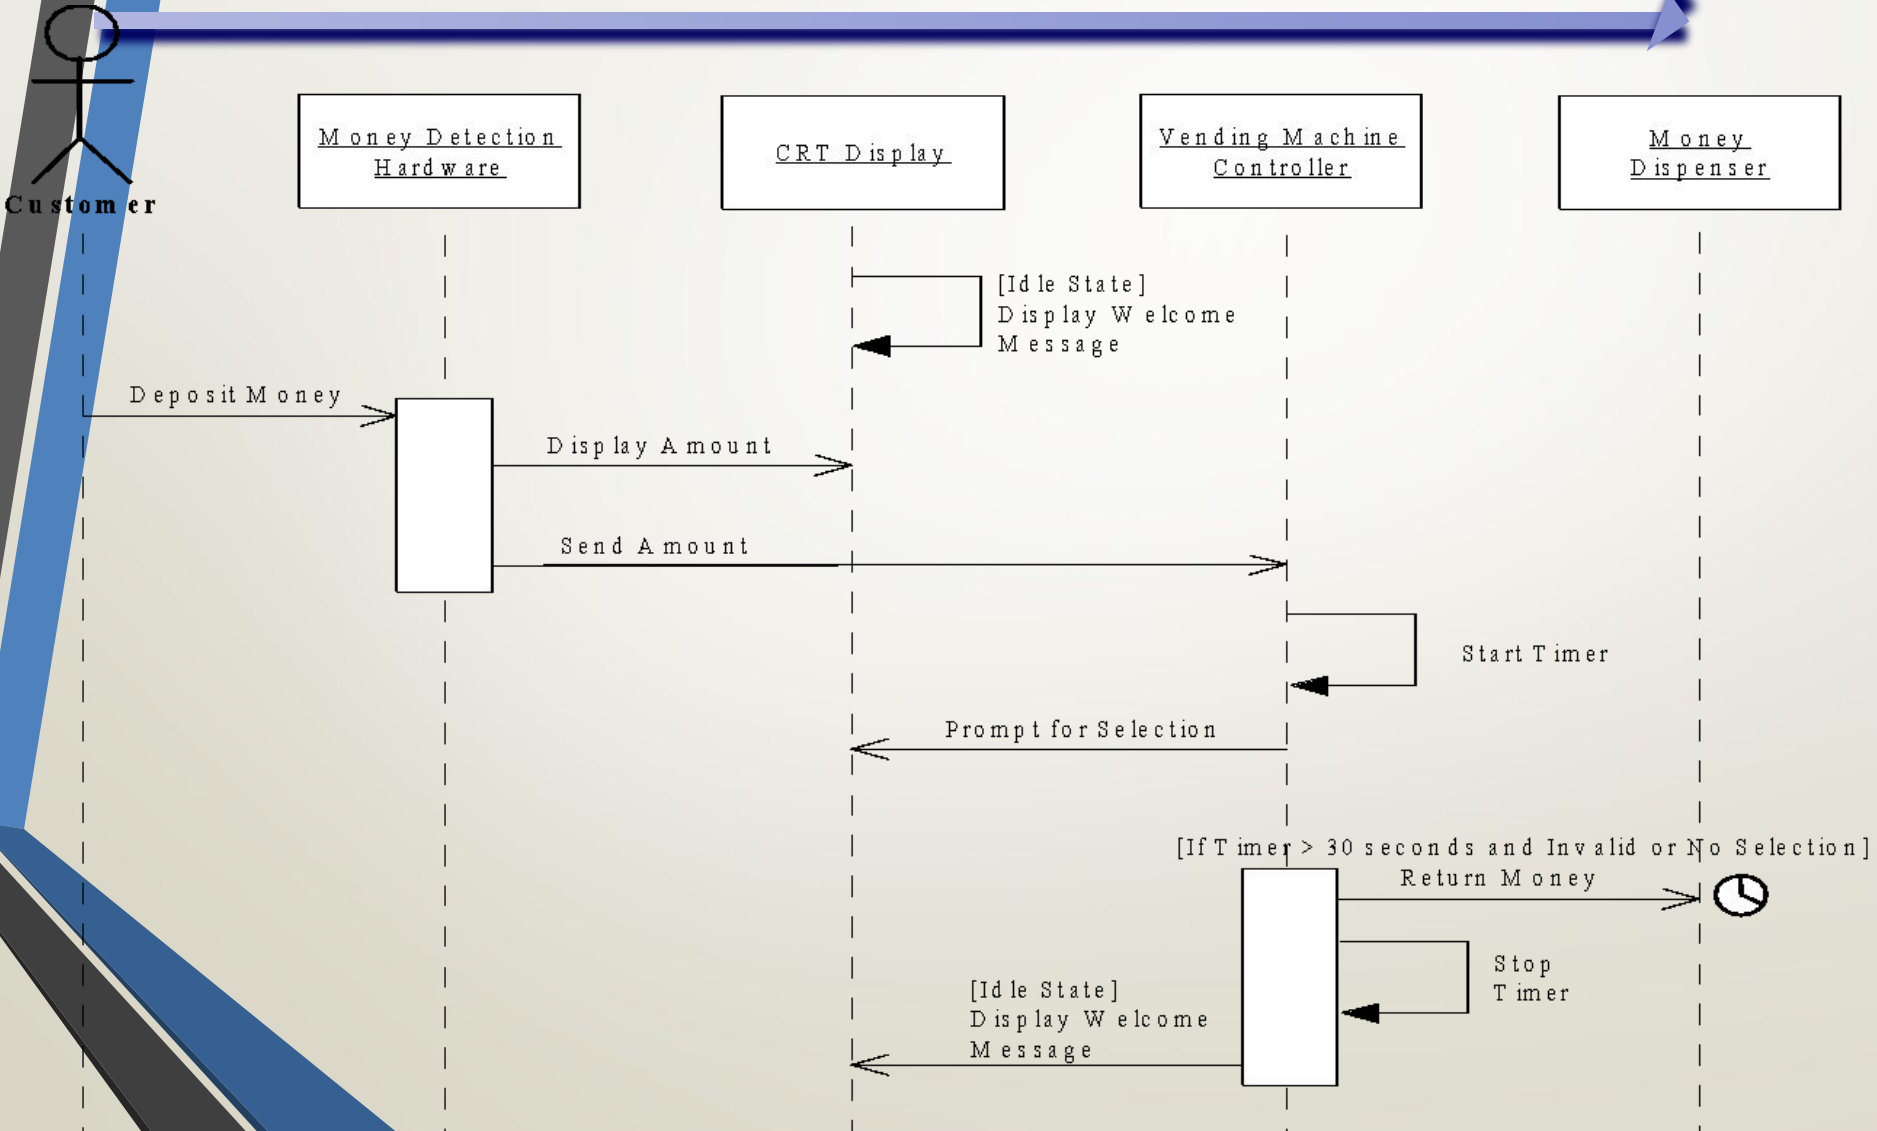 Customer
Money Detection
Hardware
CRT Display
Vending Machine
Controller
Money
Dispenser
[Idle State]
Display Welcome
Message
Deposit Money
Display Amount
Send Amount
Start Timer
Prompt for Selection
[If Timer > 30 seconds and Invalid or No Selection]
Return Money
Stop
Timer
[Idle State]
Display Welcome
Message